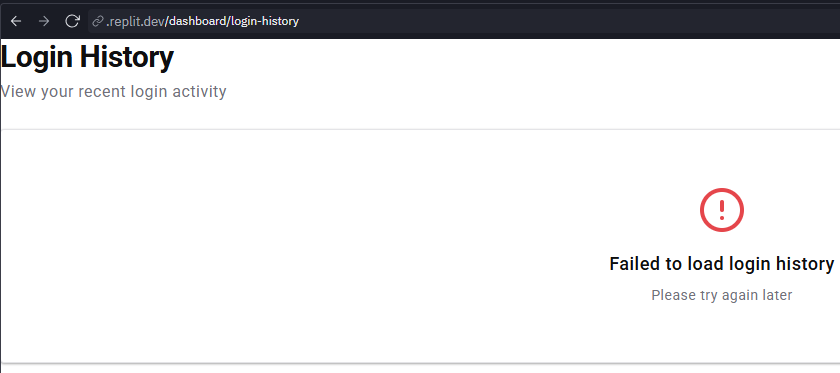 .replit.dev/dashboard/login-history
Login History
View your recent login activity
Failed to load login history
Please try again later